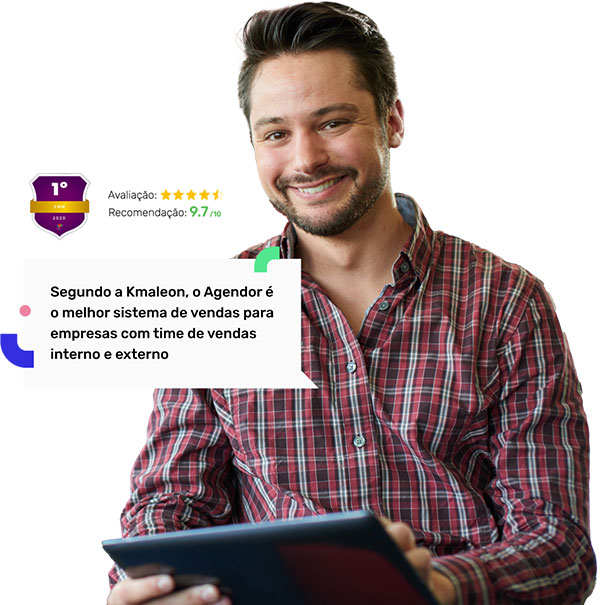 1º
CRM
2020
Avaliação:
Recomendação: 9.7/10
Segundo a Kmaleon, o Agendor é
o melhor sistema de vendas para
empresas com time de vendas
interno e externo